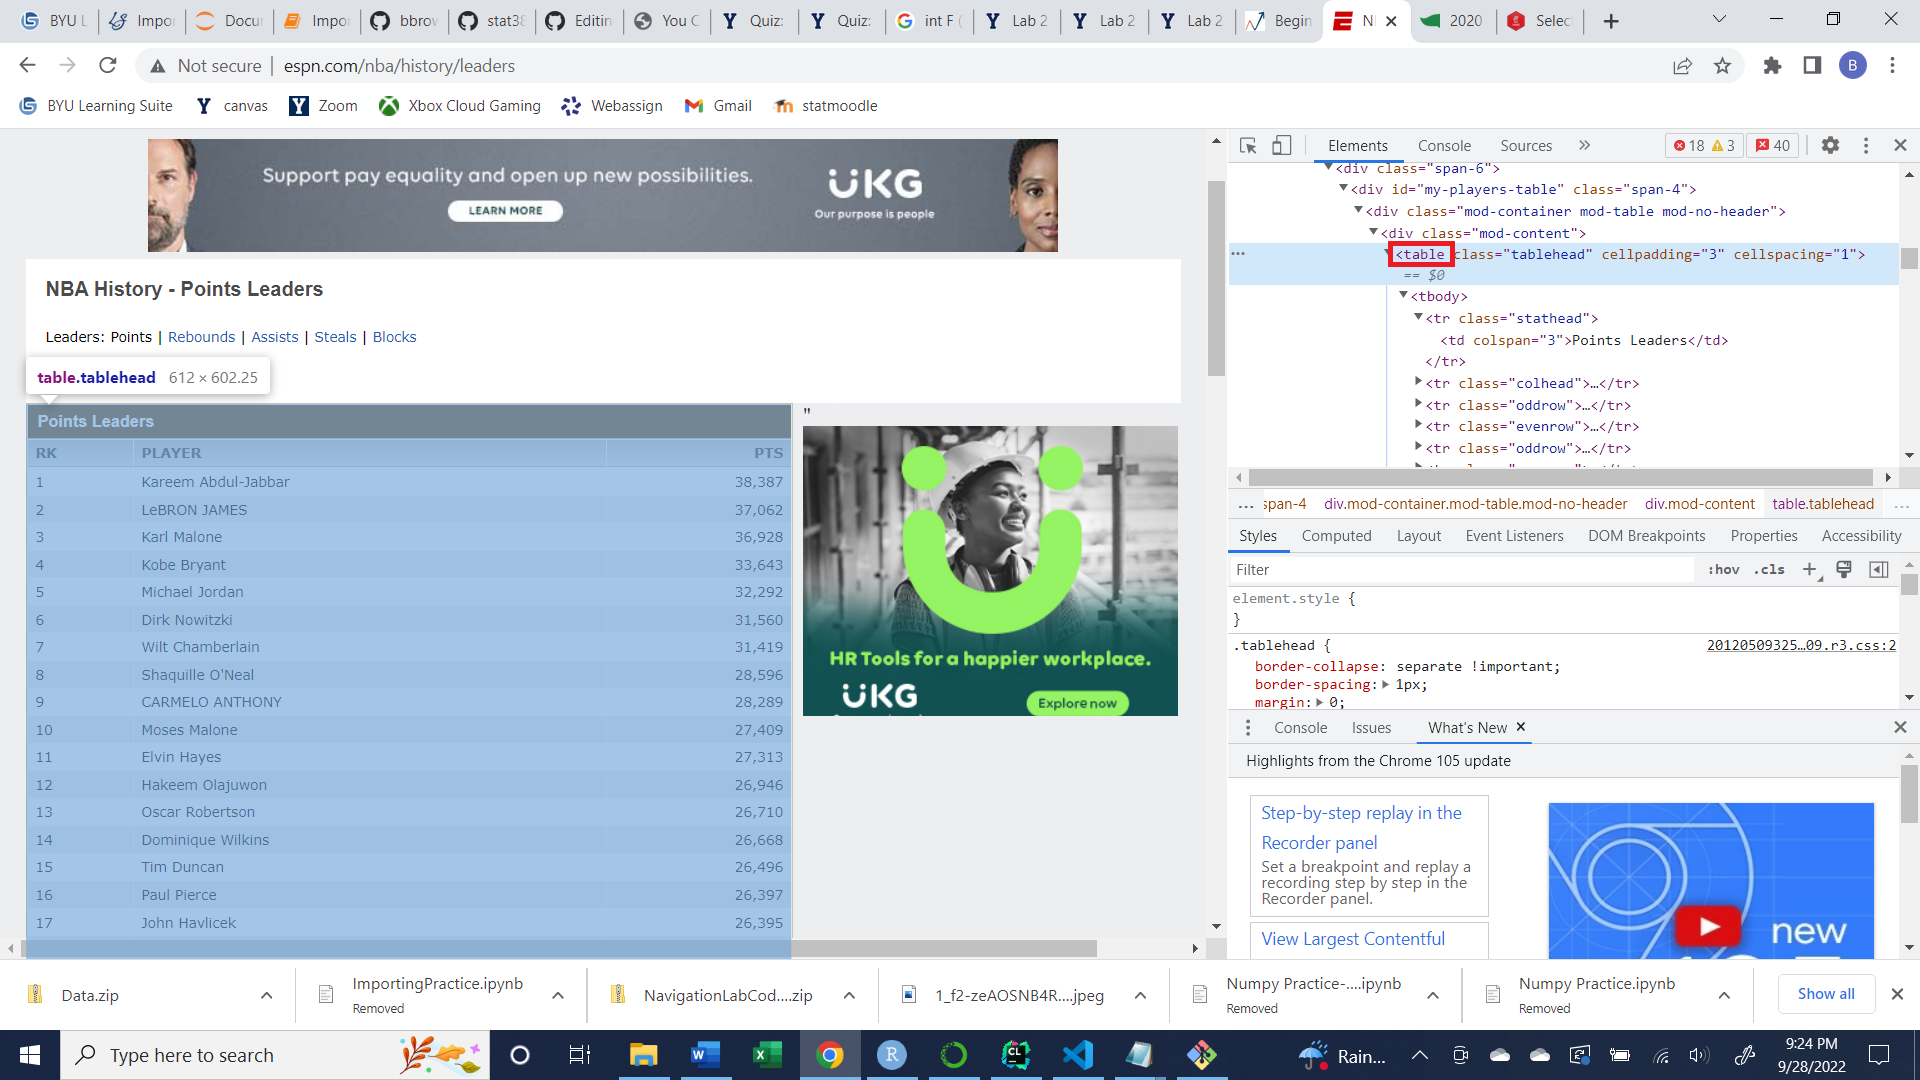 BYU L
Impor
Docu
Impor
bbrow
stat38
Editin
You C
Quiz:
Quiz:
int F (
Lab 2
Lab 2
Lab 2
Begin
NI
2020
Selec
Not secure
espn.com/nba/history/leaders
B
BYU Learning Suite
canvas
Zoom
Xbox Cloud Gaming
Webassign
Gmail
statmoodle
Support pay equality and open up new possibilities.
LEARN MORE
UKG
Our purpose is people
NBA History - Points Leaders
Leaders: Points | Rebounds | Assists | Steals | Blocks
table.tablehead 612 × 602.25
Points Leaders
RK PLAYER PTS
1 Kareem Abdul-Jabbar 38,387
2 LeBRON JAMES 37,062
3 Karl Malone 36,928
4 Kobe Bryant 33,643
5 Michael Jordan 32,292
6 Dirk Nowitzki 31,560
7 Wilt Chamberlain 31,419
8 Shaquille O'Neal 28,596
9 CARMELO ANTHONY 28,289
10 Moses Malone 27,409
11 Elvin Hayes 27,313
12 Hakeem Olajuwon 26,946
13 Oscar Robertson 26,710
14 Dominique Wilkins 26,668
15 Tim Duncan 26,496
16 Paul Pierce 26,397
17 John Havlicek 26,395
"
HR Tools for a happier workplace.
UKG
Explore now
Elements Console Sources » 18 3 40
<div class="span-6">
<div id="my-players-table" class="span-4">
<div class="mod-container mod-table mod-no-header">
<div class="mod-content">
··· <table class="tablehead" cellpadding="3" cellspacing="1">
== $0
<tbody>
<tr class="stathead">
<td colspan="3">Points Leaders</td>
</tr>
<tr class="colhead">…</tr>
<tr class="oddrow">…</tr>
<tr class="evenrow">…</tr>
<tr class="oddrow">…</tr>
... span-4 div.mod-container.mod-table.mod-no-header div.mod-content table.tablehead ...
Styles Computed Layout Event Listeners DOM Breakpoints Properties Accessibility
Filter :hov .cls +
element.style {
}
.tablehead { 20120509325…09.r3.css:2
border-collapse: separate !important;
border-spacing: 1px;
margin: 0;
Console Issues What's New
Highlights from the Chrome 105 update
Step-by-step replay in the
Recorder panel
Set a breakpoint and replay a
recording step by step in the
Recorder panel.
View Largest Contentful
new
Data.zip
ImportingPractice.ipynb
Removed
NavigationLabCod....zip
1_f2-zeAOSNB4R....jpeg
Numpy Practice-....ipynb
Removed
Numpy Practice.ipynb
Removed
Show all
Type here to search
Rain...
9:24 PM
9/28/2022